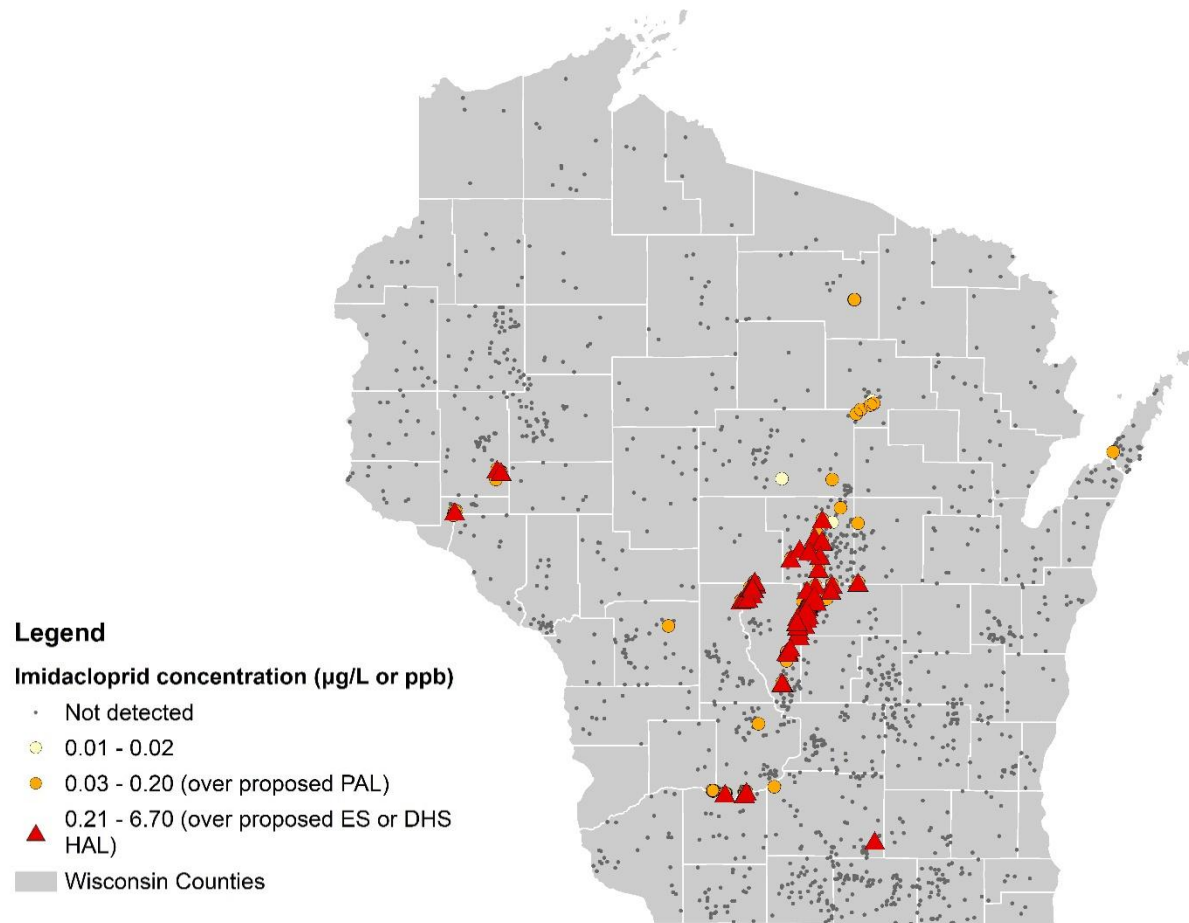 Legend
Imidacloprid concentration (µg/L or ppb)
Not detected
0.01 - 0.02
0.03 - 0.20 (over proposed PAL)
0.21 - 6.70 (over proposed ES or DHS
HAL)
Wisconsin Counties